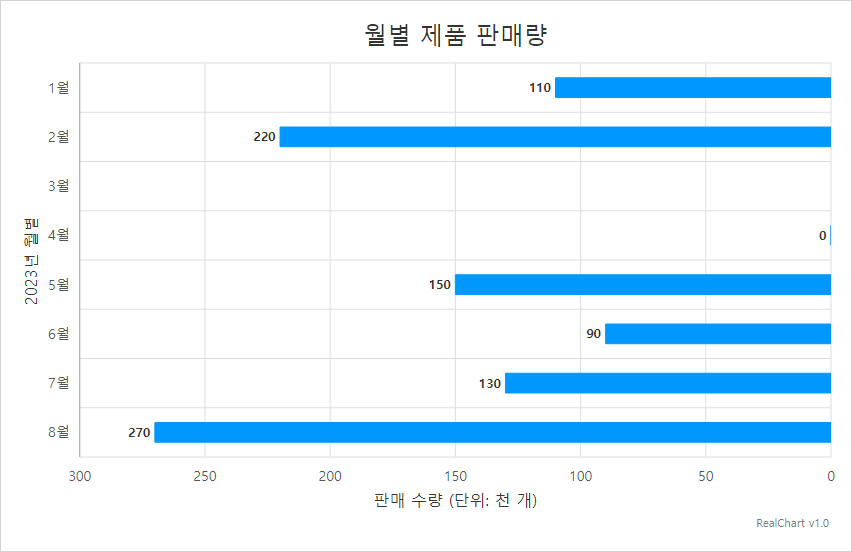 월별 제품 판매량
2023년 월별
1월 110
2월 220
3월
4월 0
5월 150
6월 90
7월 130
8월 270
300 250 200 150 100 50 0
판매 수량 (단위: 천 개)
RealChart v1.0